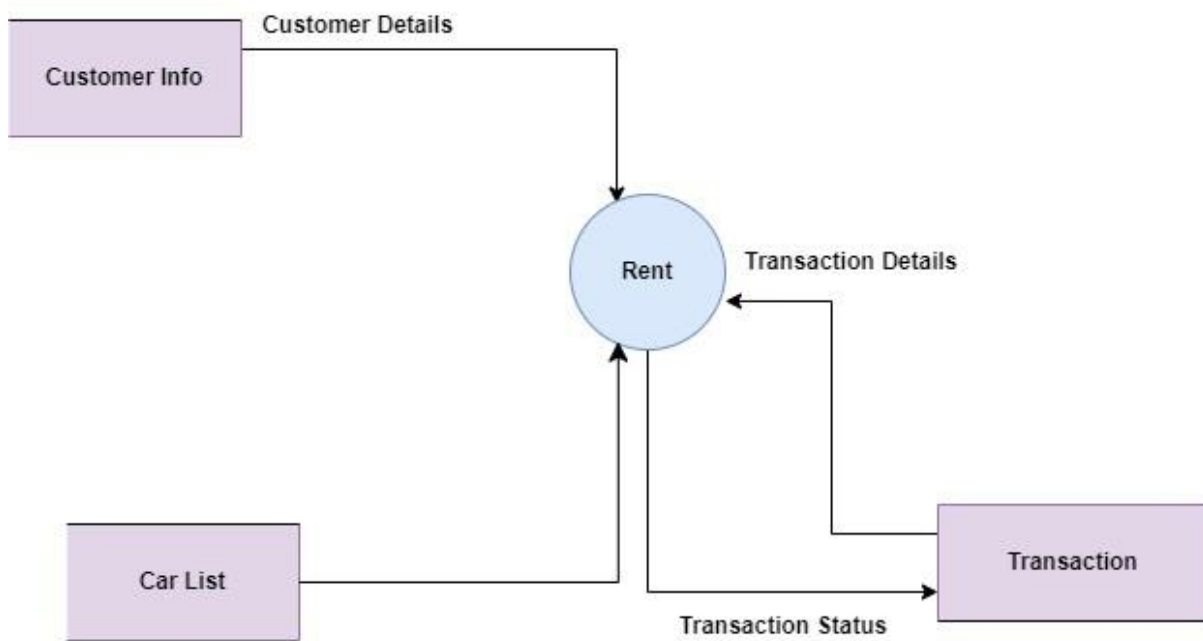 Customer Details
Customer Info
Rent
Transaction Details
Car List
Transaction
Transaction Status